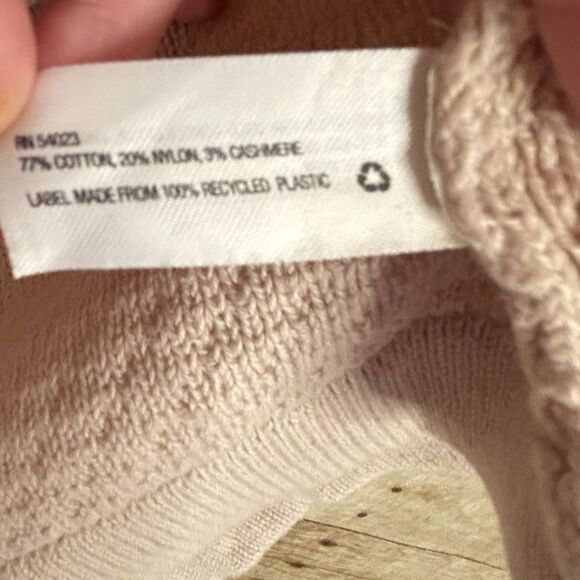 RN 54023
77% COTTON, 20% NYLON, 3% CASHMERE
LABEL MADE FROM 100% RECYCLED PLASTIC